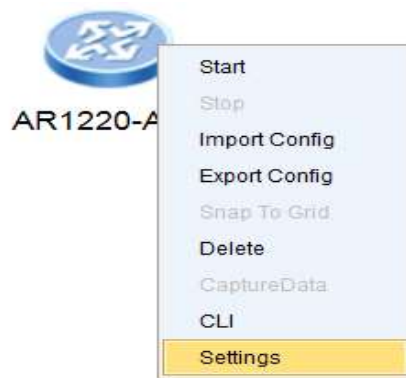 AR1220-A
Start
Stop
Import Config
Export Config
Snap To Grid
Delete
CaptureData
CLI
Settings